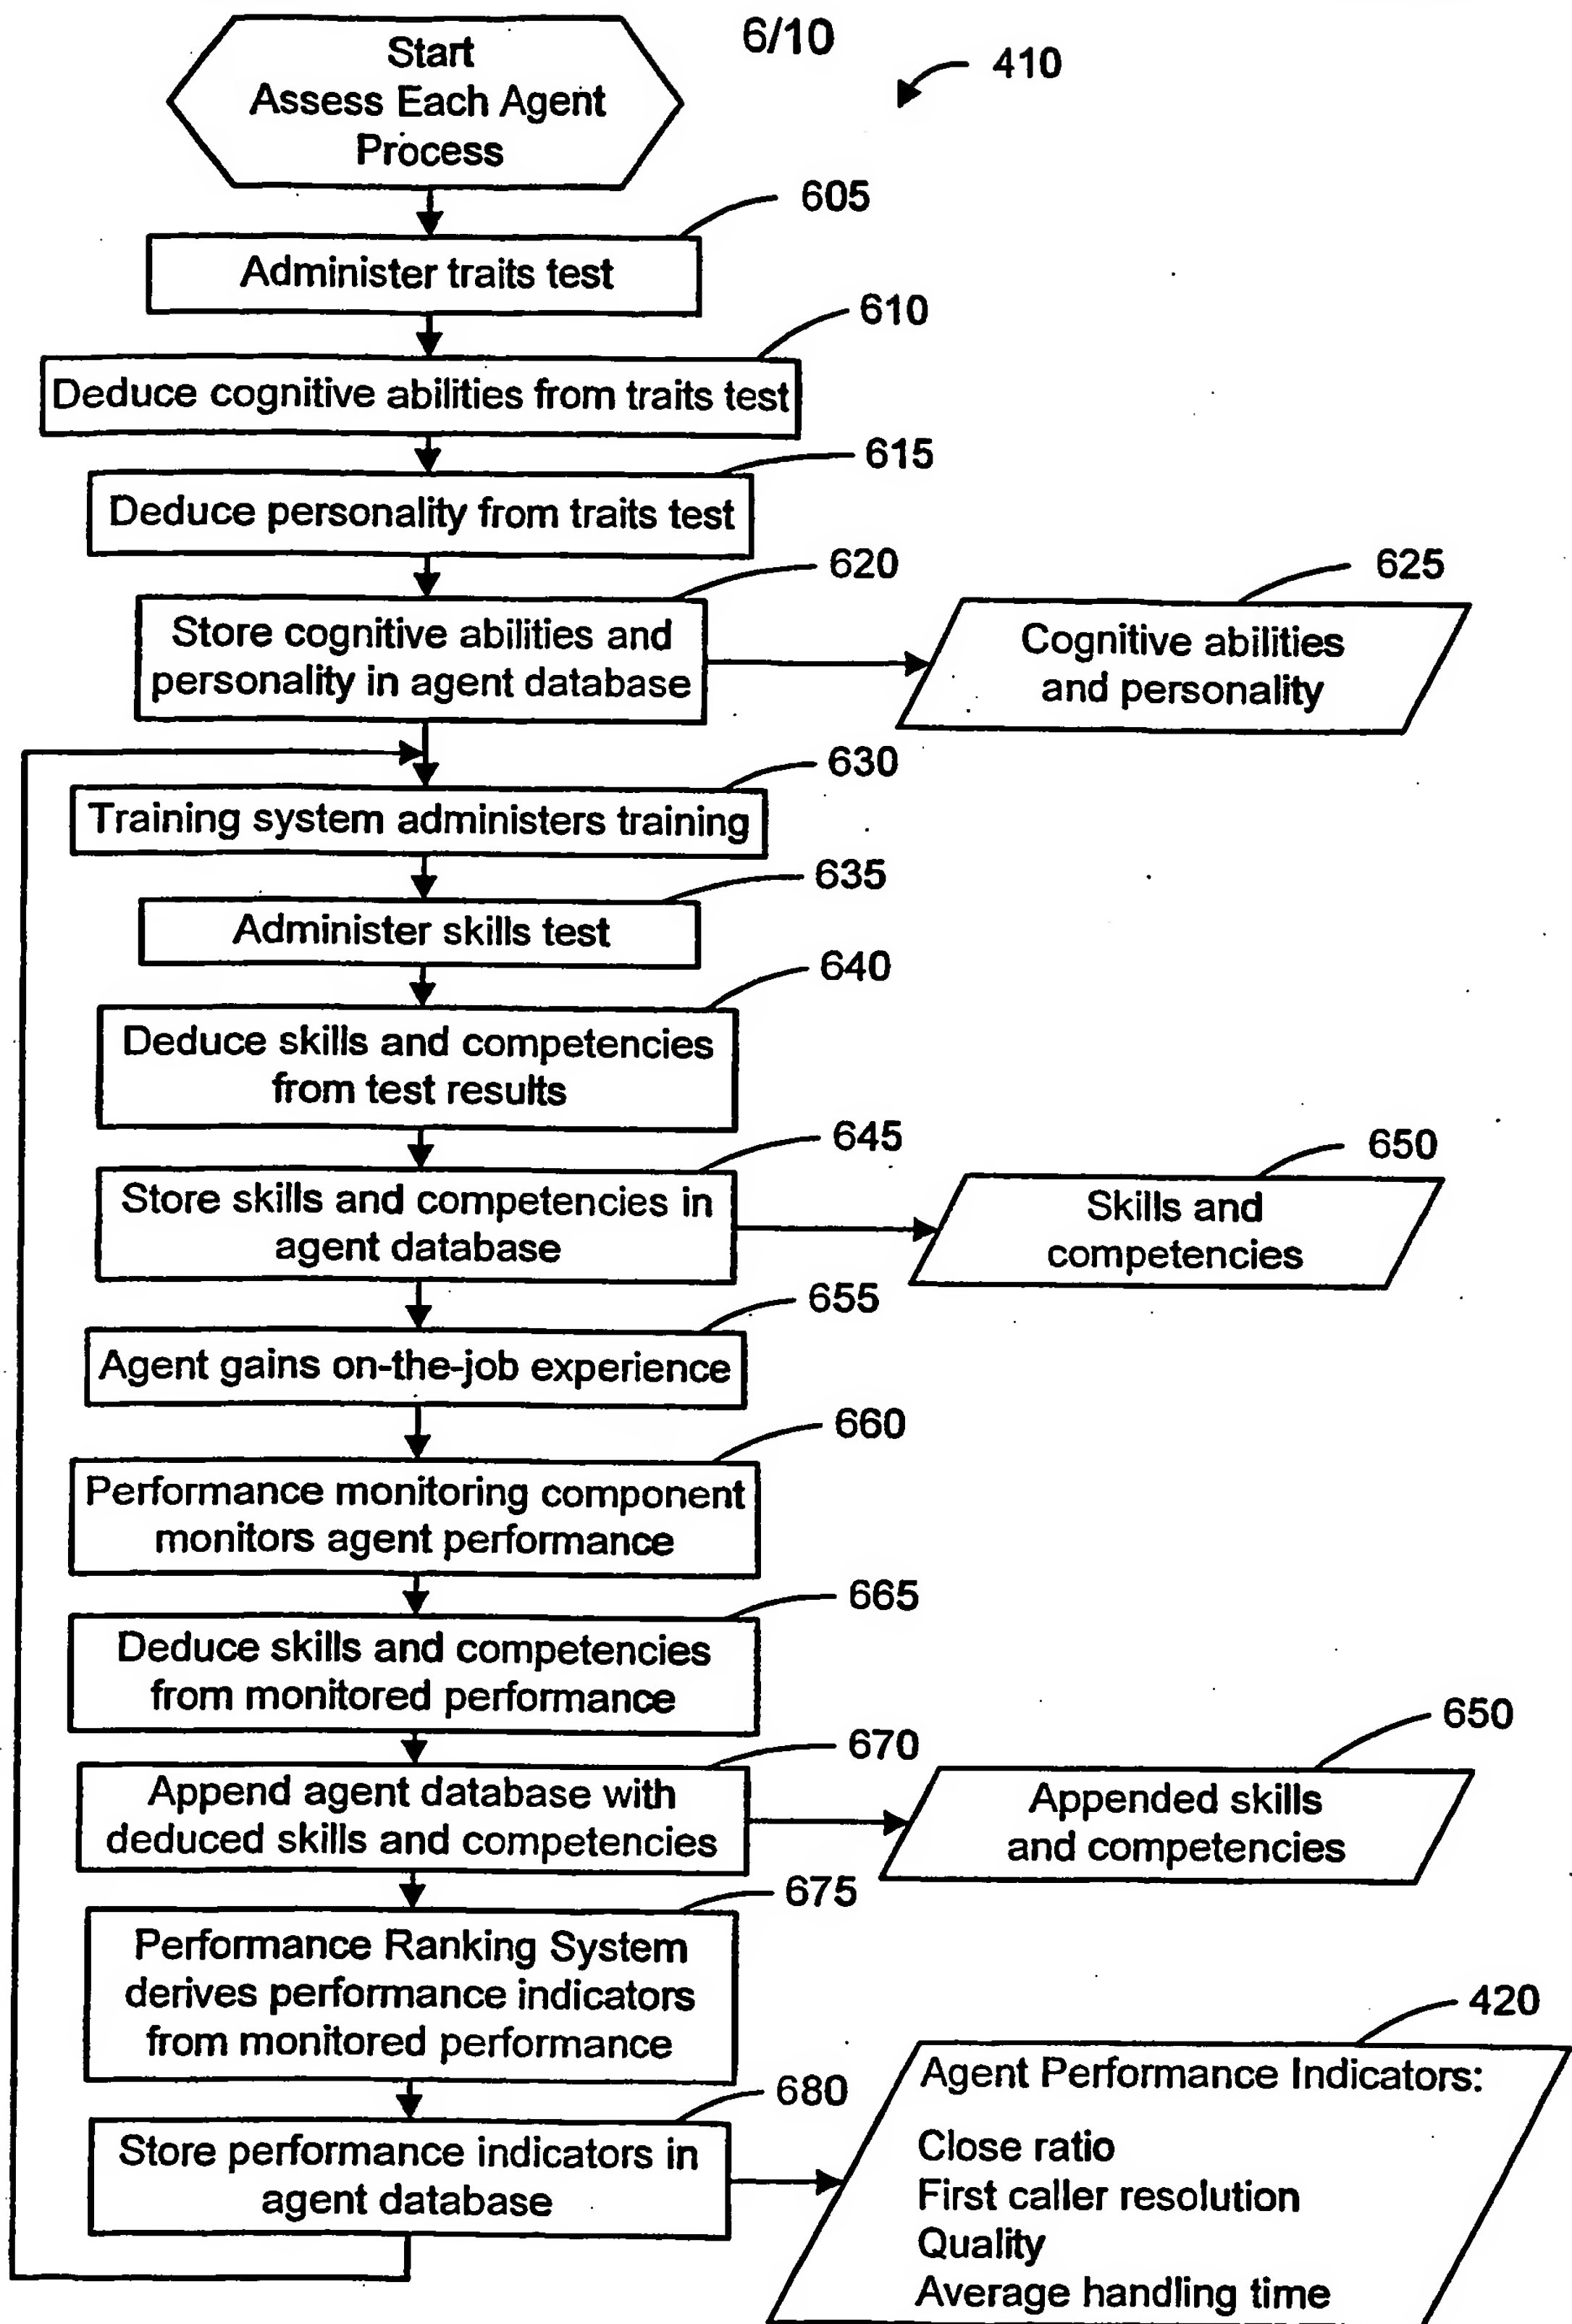 6/10
410
Start
Assess Each Agent
Process
605
Administer traits test
610
Deduce cognitive abilities from traits test
615
Deduce personality from traits test
620
Store cognitive abilities and
personality in agent database
625
Cognitive abilities
and personality
630
Training system administers training
635
Administer skills test
640
Deduce skills and competencies
from test results
645
Store skills and competencies in
agent database
650
Skills and
competencies
655
Agent gains on-the-job experience
660
Performance monitoring component
monitors agent performance
665
Deduce skills and competencies
from monitored performance
670
Append agent database with
deduced skills and competencies
650
Appended skills
and competencies
675
Performance Ranking System
derives performance indicators
from monitored performance
680
Store performance indicators in
agent database
420
Agent Performance Indicators:
Close ratio
First caller resolution
Quality
Average handling time